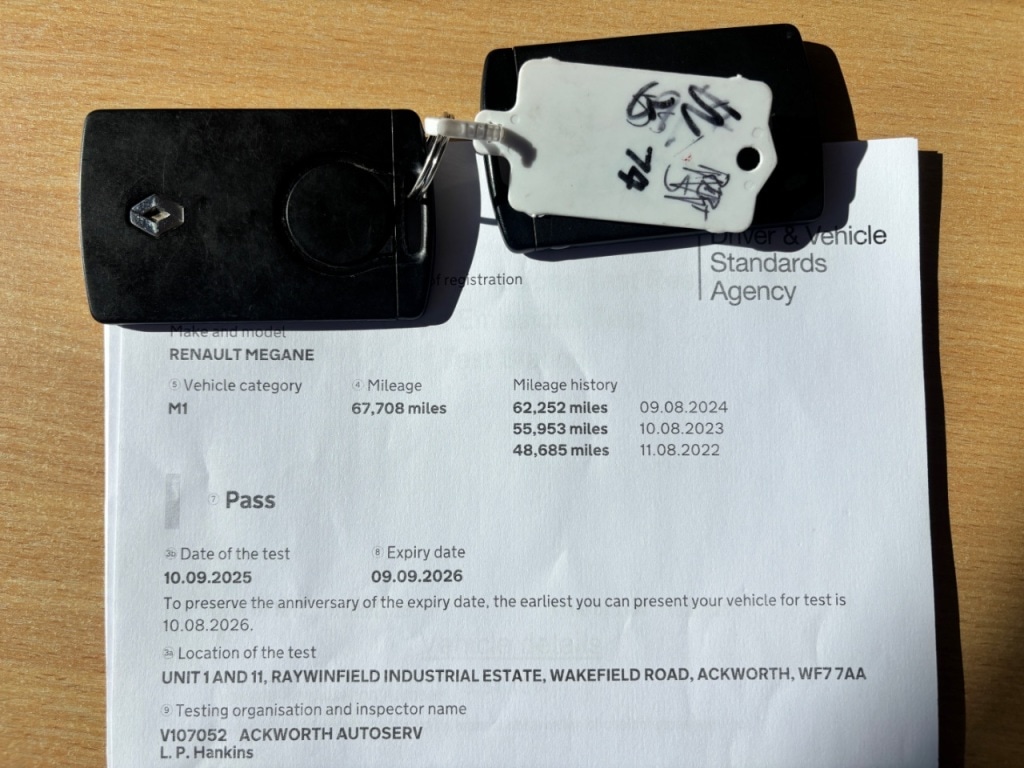 74
Driver & Vehicle
Standards
Agency
of registration
Make and model
RENAULT MEGANE
5 Vehicle category
M1
4 Mileage
67,708 miles
Mileage history
62,252 miles 09.08.2024
55,953 miles 10.08.2023
48,685 miles 11.08.2022
7 Pass
3b Date of the test
10.09.2025
8 Expiry date
09.09.2026
To preserve the anniversary of the expiry date, the earliest you can present your vehicle for test is
10.08.2026.
3a Location of the test
UNIT 1 AND 11, RAYWINFIELD INDUSTRIAL ESTATE, WAKEFIELD ROAD, ACKWORTH, WF7 7AA
9 Testing organisation and inspector name
V107052 ACKWORTH AUTOSERV
L. P. Hankins
Vehicle details